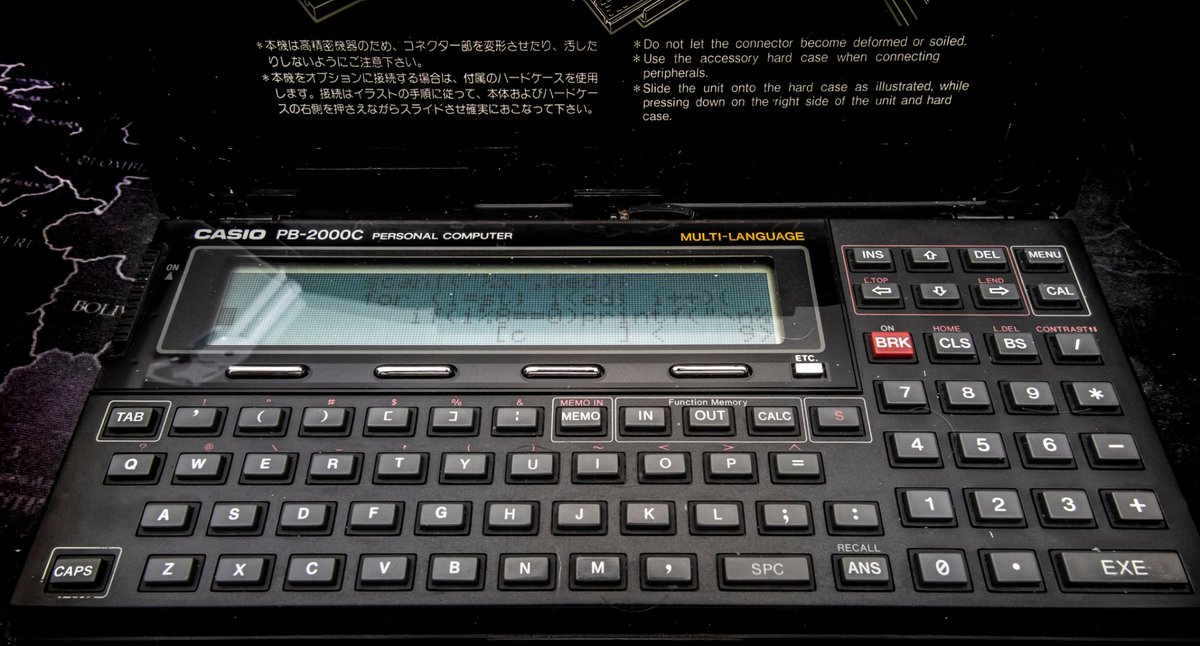 ＊本機は高精密機器のため、コネクター部を変形させたり、汚した
りしないようにご注意下さい。
＊本機をオプションに接続する場合は、付属のハードケースを使用
します。接続はイラストの手順に従って、本体およびハードケー
スの右側を押さえながらスライドさせ確実におこなって下さい。
＊Do not let the connector become deformed or soiled.
＊Use the accessory hard case when connecting
peripherals.
＊Slide the unit onto the hard case as illustrated, while
pressing down on the right side of the unit and hard
case.
COLOMBI
PERU
BOLIV
CASIO PB-2000C PERSONAL COMPUTER MULTI-LANGUAGE
ON
ETC.
INS ⇧ DEL MENU
L.TOP L.END
⇦ ⇩ ⇨ CAL
ON HOME L.DEL CONTRAST⇅
BRK CLS BS /
7 8 9 *
4 5 6 −
1 2 3 +
0 . EXE
! " # $ % & MEMO IN Function Memory
TAB ' ( ) [ ] ¦ MEMO IN OUT CALC S
? @ \ _ + { } ~ < > ^
Q W E R T Y U I O P =
A S D F G H J K L ; :
RECALL
CAPS Z X C V B N M , SPC ANS